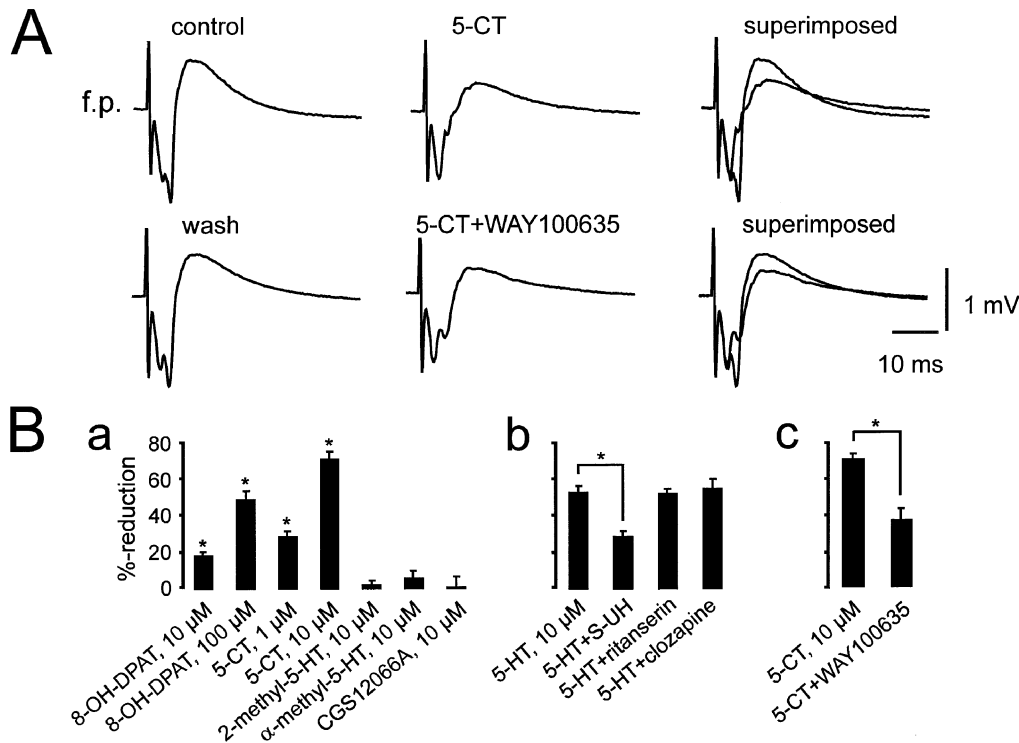 A
control
5-CT
superimposed
f.p.
wash
5-CT+WAY100635
superimposed
1 mV
10 ms
B
a
b
c
%-reduction
80
60
40
20
0
*
*
*
*
*
*
8-OH-DPAT, 10 µM
8-OH-DPAT, 100 µM
5-CT, 1 µM
5-CT, 10 µM
2-methyl-5-HT, 10 µM
α-methyl-5-HT, 10 µM
CGS12066A, 10 µM
5-HT, 10 µM
5-HT+S-UH
5-HT+ritanserin
5-HT+clozapine
5-CT, 10 µM
5-CT+WAY100635